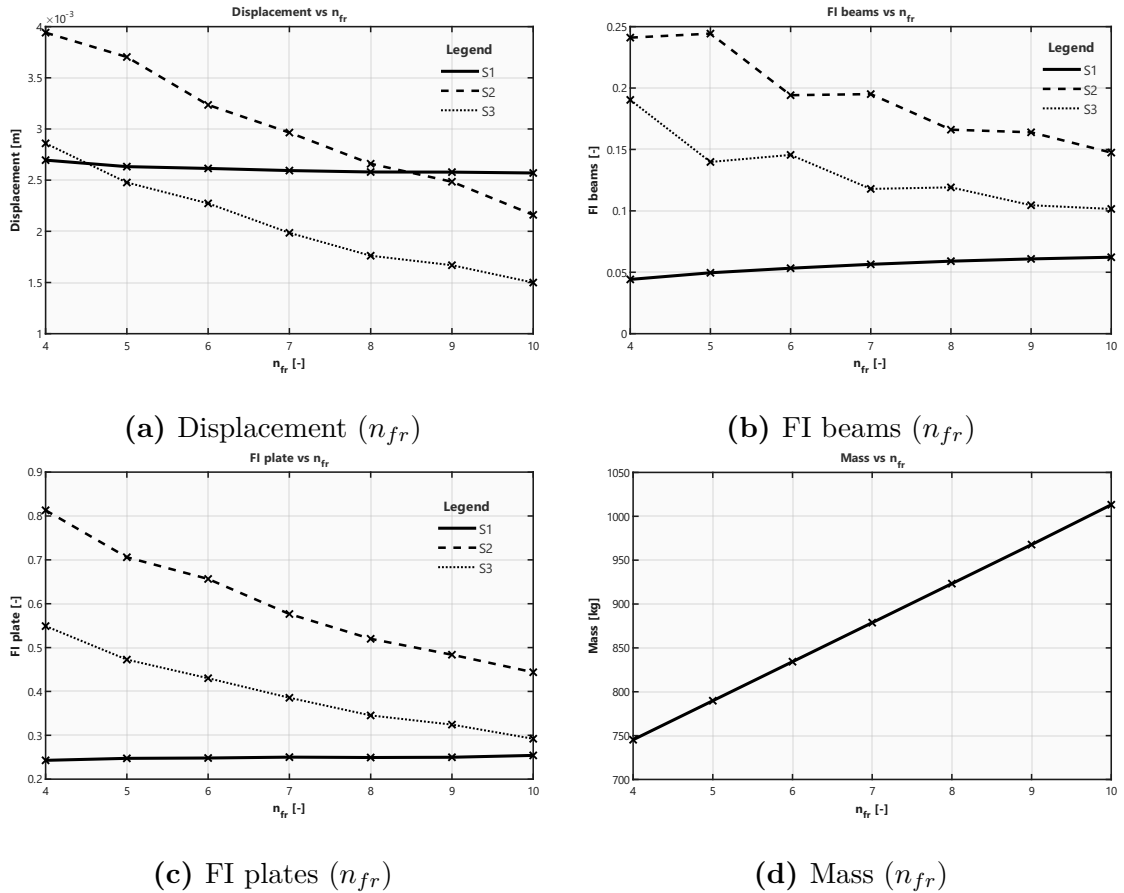 Displacement vs n_fr
×10⁻³
4
3.5
3
2.5
2
1.5
1
Displacement [m]
Legend
S1
S2
S3
4 5 6 7 8 9 10
n_fr [-]
(a) Displacement (n_fr)
FI beams vs n_fr
0.25
0.2
0.15
0.1
0.05
0
FI beams [-]
Legend
S1
S2
S3
4 5 6 7 8 9 10
n_fr [-]
(b) FI beams (n_fr)
FI plate vs n_fr
0.9
0.8
0.7
0.6
0.5
0.4
0.3
0.2
FI plate [-]
Legend
S1
S2
S3
4 5 6 7 8 9 10
n_fr [-]
(c) FI plates (n_fr)
Mass vs n_fr
1050
1000
950
900
850
800
750
700
Mass [kg]
4 5 6 7 8 9 10
n_fr [-]
(d) Mass (n_fr)